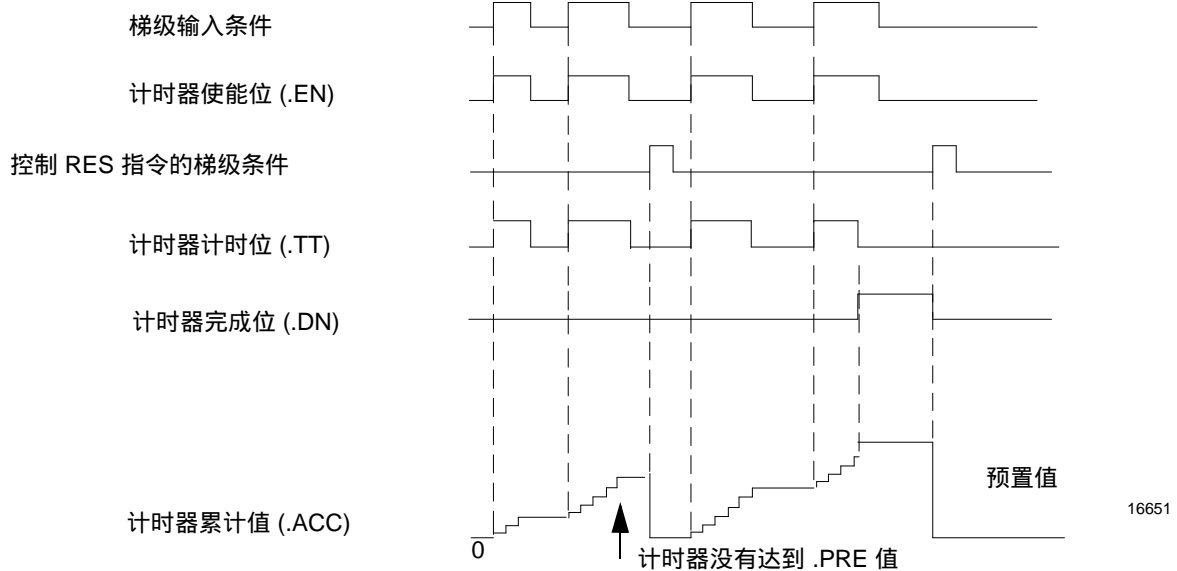 梯级输入条件
计时器使能位 (.EN)
控制 RES 指令的梯级条件
计时器计时位 (.TT)
计时器完成位 (.DN)
预置值
16651
计时器累计值 (.ACC)
0
计时器没有达到 .PRE 值